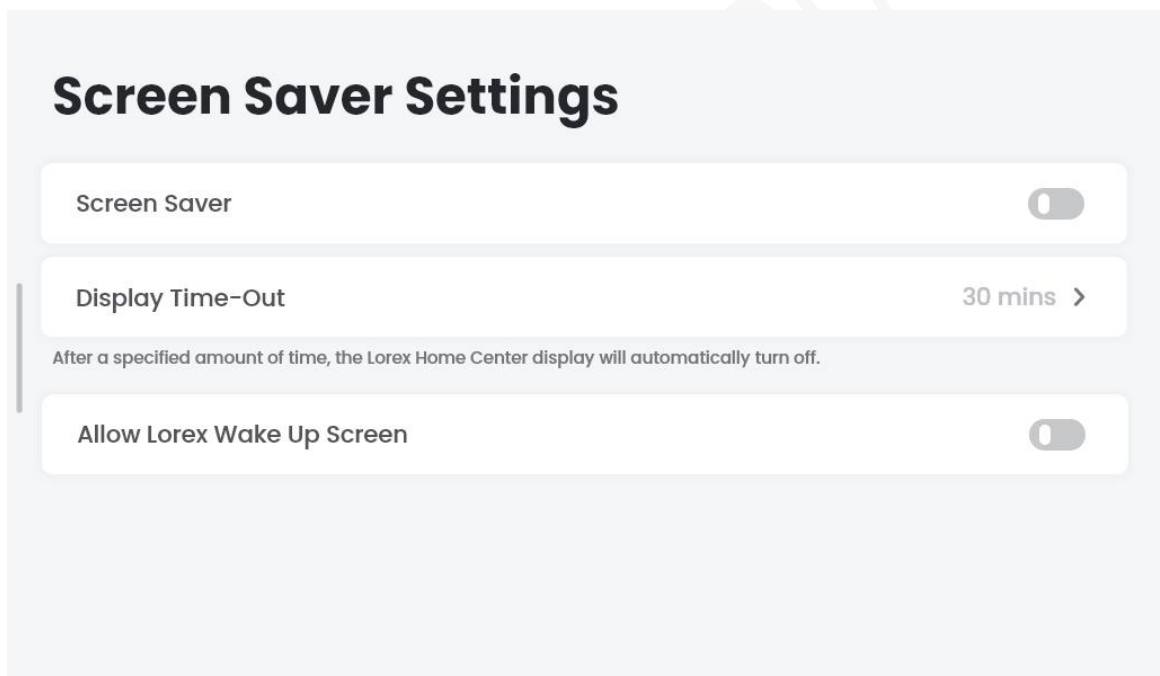 Screen Saver Settings
Screen Saver
Display Time-Out 30 mins
After a specified amount of time, the Lorex Home Center display will automatically turn off.
Allow Lorex Wake Up Screen